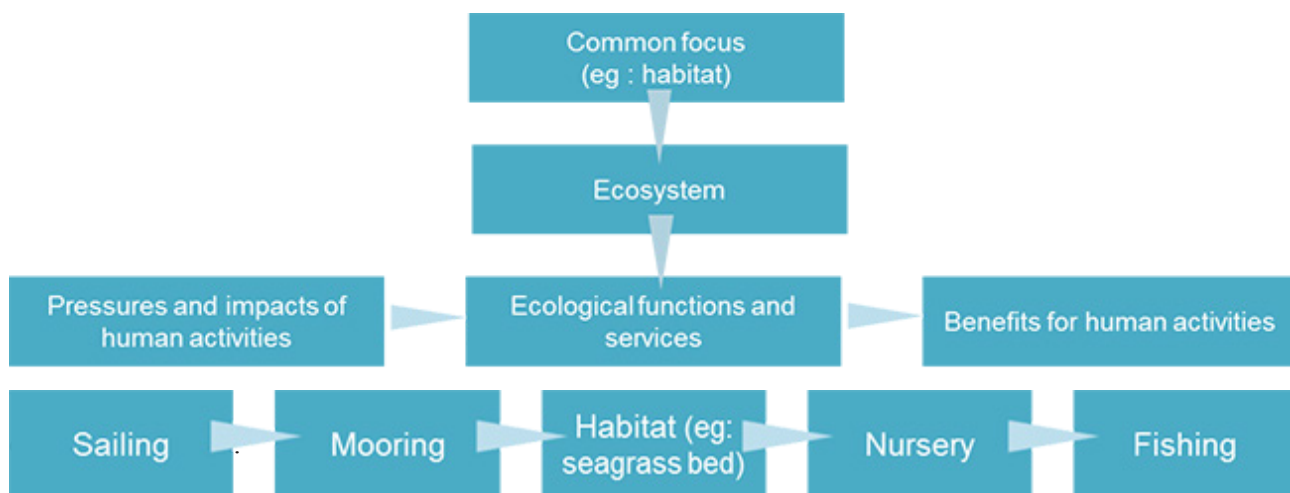 Common focus
(eg : habitat)
Ecosystem
Pressures and impacts of
human activities
Ecological functions and
services
Benefits for human activities
Sailing
Mooring
Habitat (eg:
seagrass bed)
Nursery
Fishing